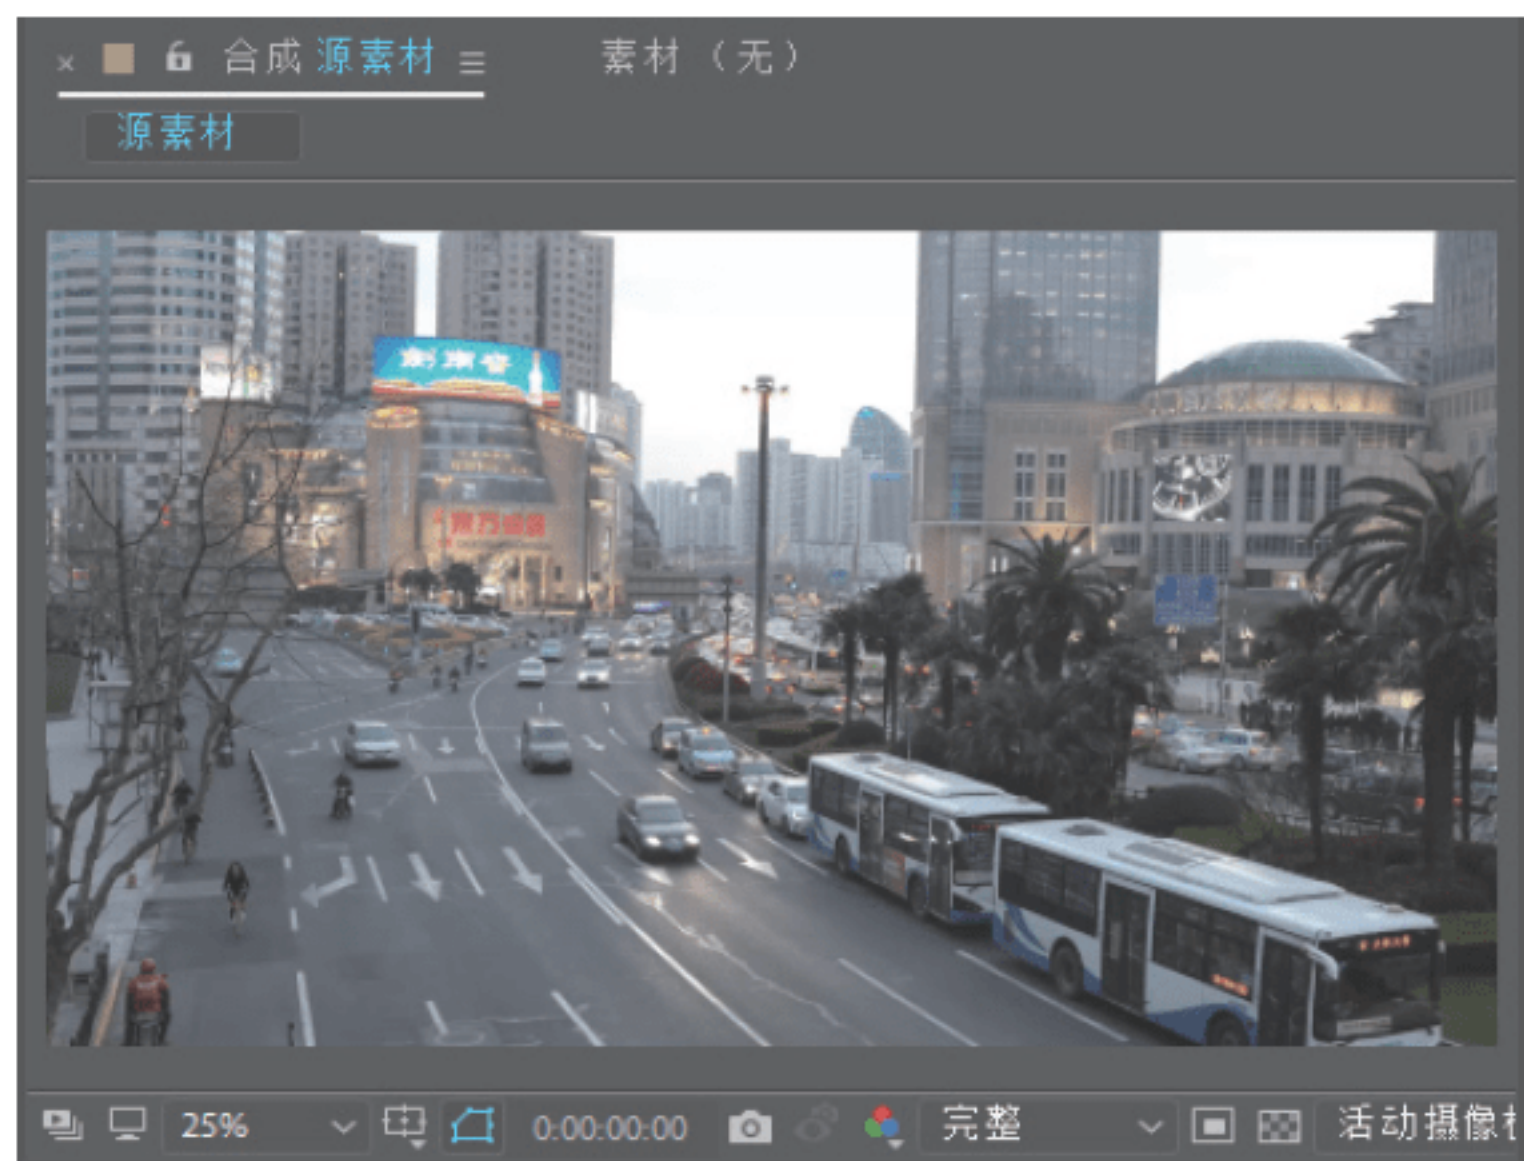 × 合成 源素材 ≡ 素材 （无）
源素材
25% 0:00:00:00 完整 活动摄像